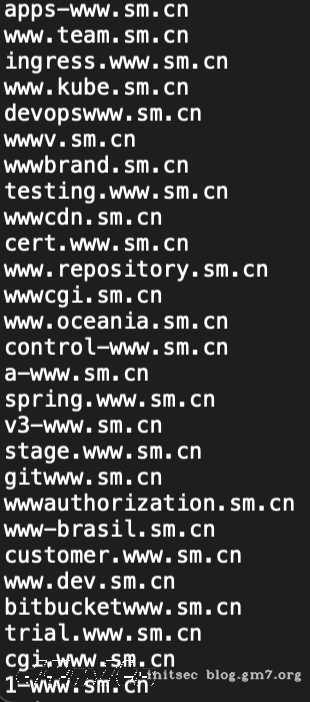 apps-www.sm.cn
www.team.sm.cn
ingress.www.sm.cn
www.kube.sm.cn
devopswww.sm.cn
wwwv.sm.cn
wwwbrand.sm.cn
testing.www.sm.cn
wwwcdn.sm.cn
cert.www.sm.cn
www.repository.sm.cn
wwwcgi.sm.cn
www.oceania.sm.cn
control-www.sm.cn
a-www.sm.cn
spring.www.sm.cn
v3-www.sm.cn
stage.www.sm.cn
gitwww.sm.cn
wwwauthorization.sm.cn
www-brasil.sm.cn
customer.www.sm.cn
www.dev.sm.cn
bitbucketwww.sm.cn
trial.www.sm.cn
cgi-www.sm.cn
1-www.sm.cn
initsec blog.gm7.org